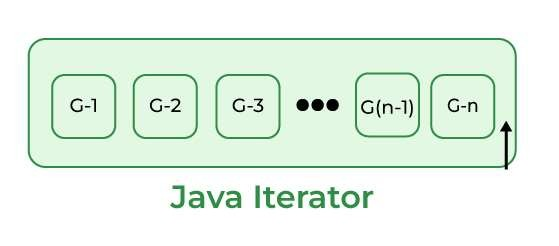 G-1 G-2 G-3 G(n-1) G-n
Java Iterator